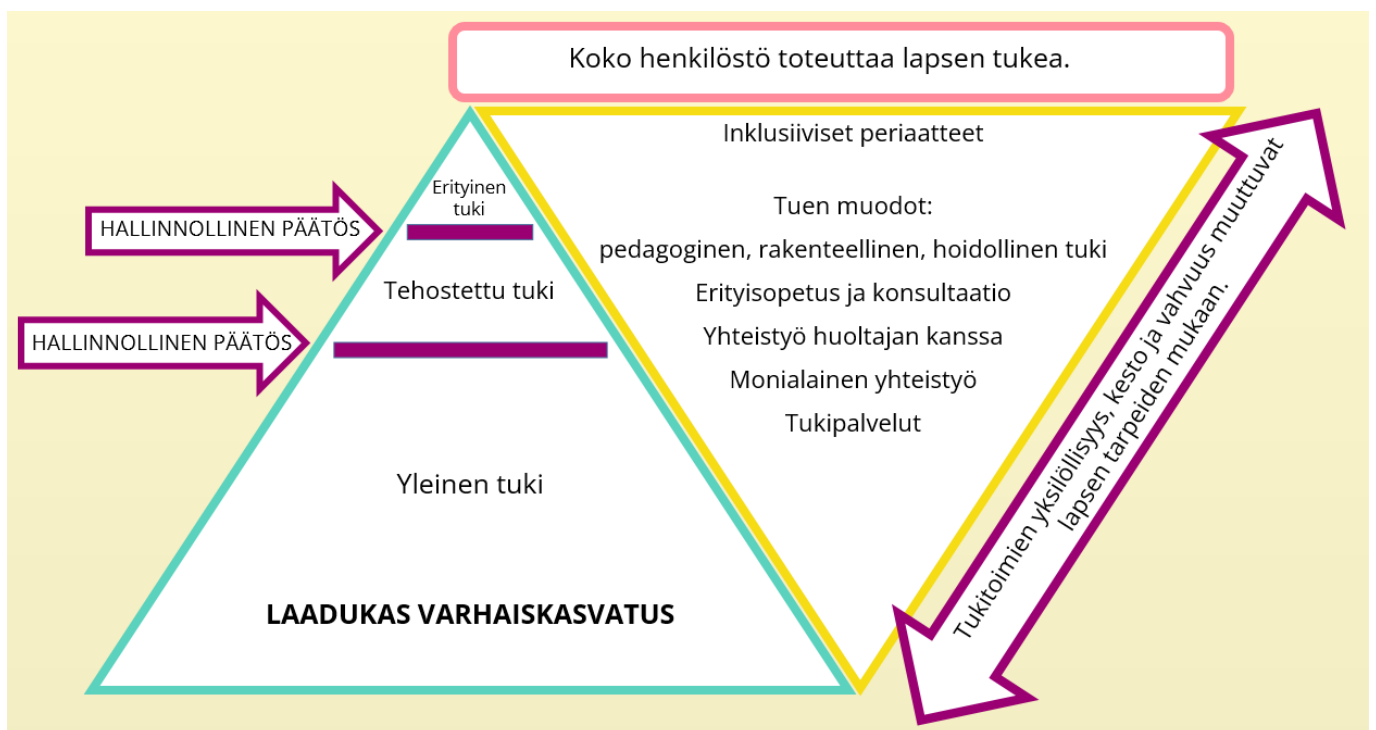 Koko henkilöstö toteuttaa lapsen tukea.
Erityinen
tuki
HALLINNOLLINEN PÄÄTÖS
Tehostettu tuki
HALLINNOLLINEN PÄÄTÖS
Yleinen tuki
LAADUKAS VARHAISKASVATUS
Inklusiiviset periaatteet
Tuen muodot:
pedagoginen, rakenteellinen, hoidollinen tuki
Erityisopetus ja konsultaatio
Yhteistyö huoltajan kanssa
Monialainen yhteistyö
Tukipalvelut
Tukitoimien yksilöllisyys, kesto ja vahvuus muuttuvat
lapsen tarpeiden mukaan.